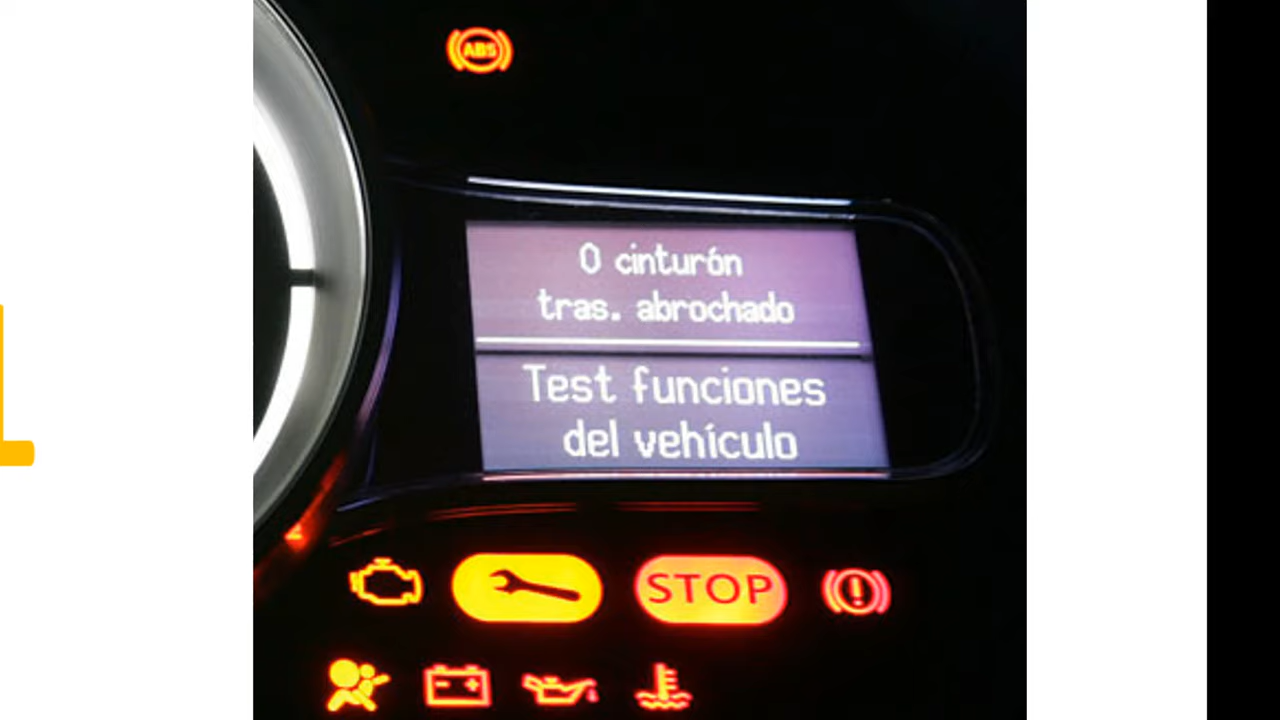 ABS
0 cinturón
tras. abrochado
Test funciones
del vehículo
STOP